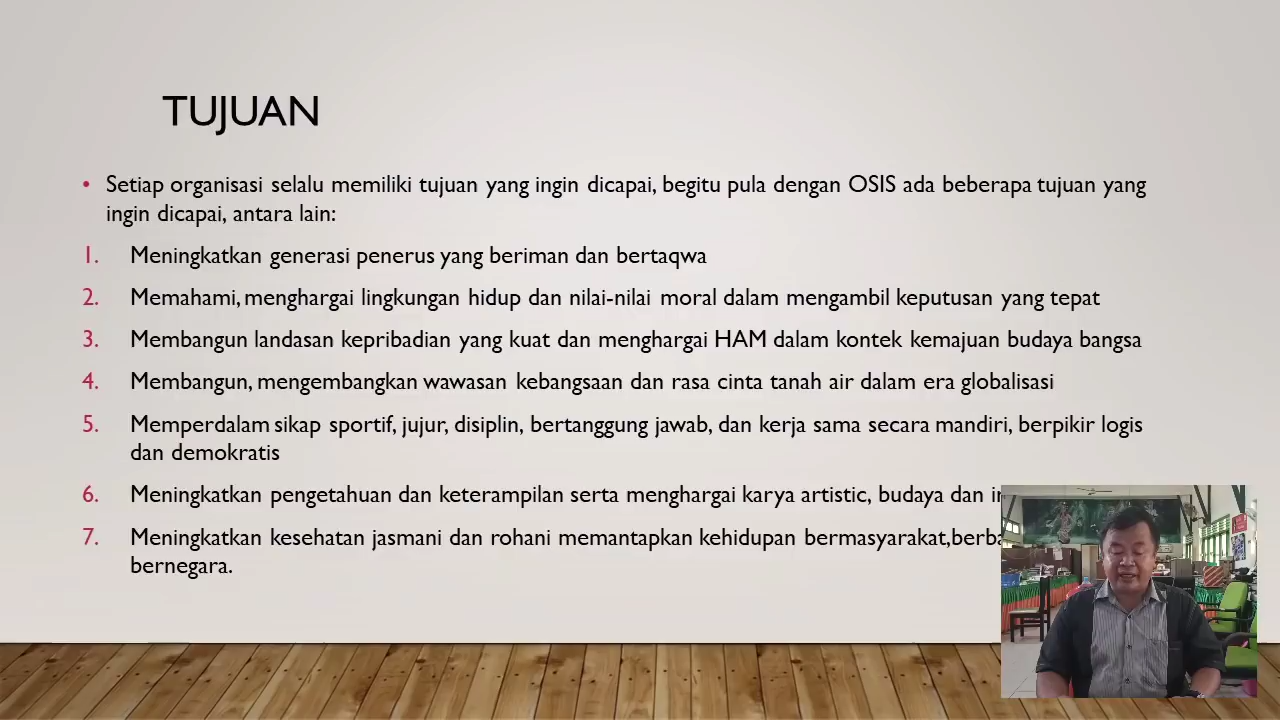 TUJUAN
• Setiap organisasi selalu memiliki tujuan yang ingin dicapai, begitu pula dengan OSIS ada beberapa tujuan yang
ingin dicapai, antara lain:
1. Meningkatkan generasi penerus yang beriman dan bertaqwa
2. Memahami, menghargai lingkungan hidup dan nilai-nilai moral dalam mengambil keputusan yang tepat
3. Membangun landasan kepribadian yang kuat dan menghargai HAM dalam kontek kemajuan budaya bangsa
4. Membangun, mengembangkan wawasan kebangsaan dan rasa cinta tanah air dalam era globalisasi
5. Memperdalam sikap sportif, jujur, disiplin, bertanggung jawab, dan kerja sama secara mandiri, berpikir logis
dan demokratis
6. Meningkatkan pengetahuan dan keterampilan serta menghargai karya artistic, budaya dan
7. Meningkatkan kesehatan jasmani dan rohani memantapkan kehidupan bermasyarakat,
bernegara.